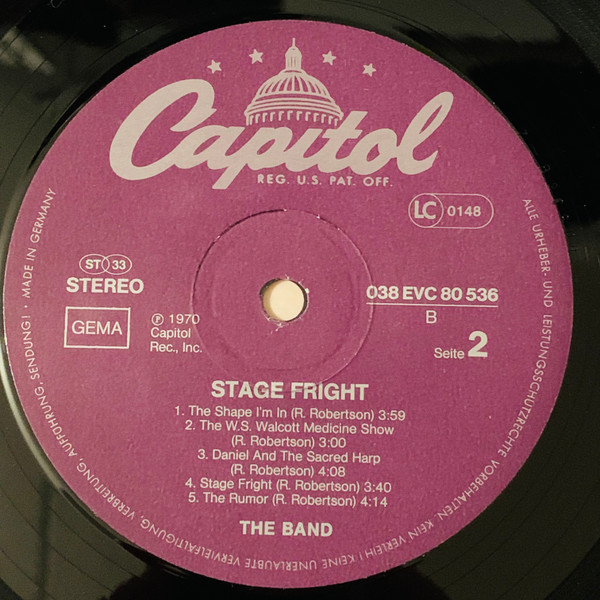 Capitol
REG. U.S. PAT. OFF.
LC 0148
ST 33
STEREO
GEMA
℗ 1970
Capitol
Rec., Inc.
038 EVC 80 536
B
Seite 2
STAGE FRIGHT
1. The Shape I'm In (R. Robertson) 3:59
2. The W.S. Walcott Medicine Show
(R. Robertson) 3:00
3. Daniel And The Sacred Harp
(R. Robertson) 4:08
4. Stage Fright (R. Robertson) 3:40
5. The Rumor (R. Robertson) 4:14
THE BAND
ALLE URHEBER- UND LEISTUNGSSCHUTZRECHTE VORBEHALTEN. KEIN VERLEIH! KEINE UNERLAUBTE VERVIELFÄLTIGUNG, VERBREITUNG, AUFFÜHRUNG, SENDUNG! · MADE IN GERMANY